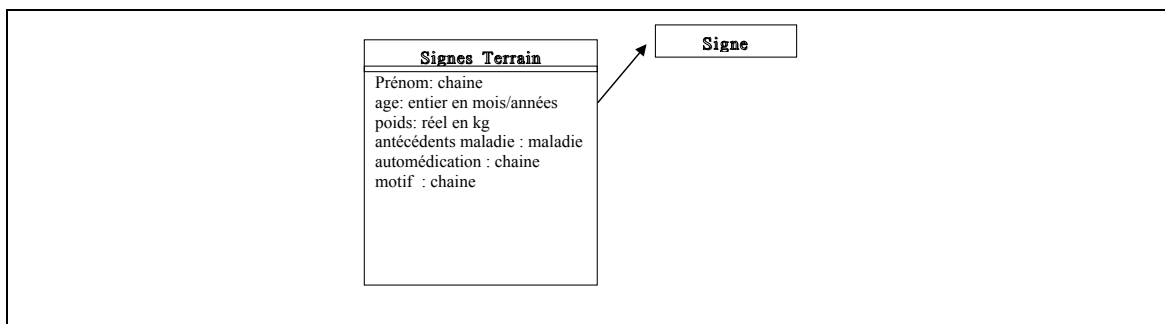 Signe
Signes Terrain
Prénom: chaine
age: entier en mois/années
poids: réel en kg
antécédents maladie : maladie
automédication : chaine
motif : chaine